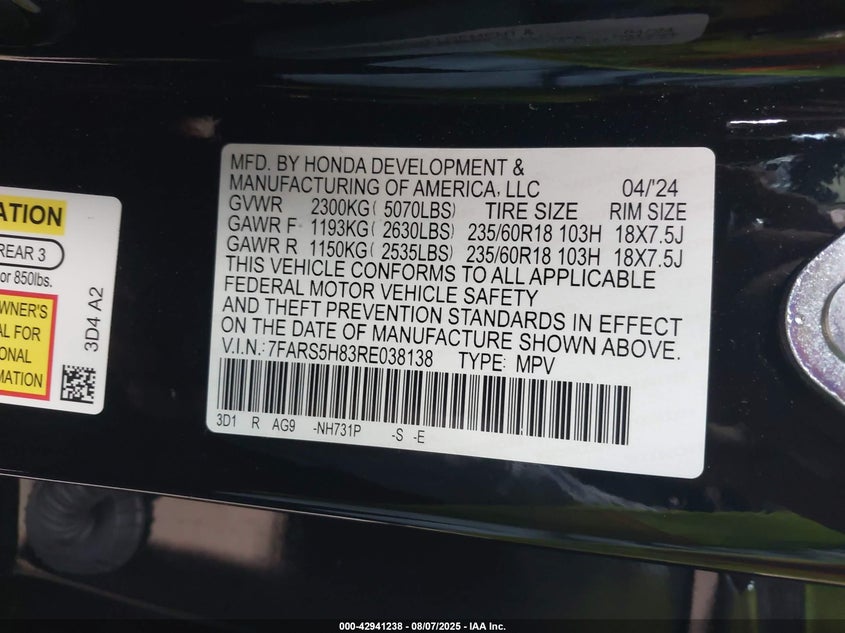 ATION
REAR 3
or 850lbs.
WNER'S
AL FOR
ONAL
MATION
3D4 A2
MFD. BY HONDA DEVELOPMENT &
MANUFACTURING OF AMERICA, LLC 04/'24
GVWR 2300KG( 5070LBS) TIRE SIZE RIM SIZE
GAWR F 1193KG( 2630LBS) 235/60R18 103H 18X7.5J
GAWR R 1150KG( 2535LBS) 235/60R18 103H 18X7.5J
THIS VEHICLE CONFORMS TO ALL APPLICABLE
FEDERAL MOTOR VEHICLE SAFETY
AND THEFT PREVENTION STANDARDS IN EFFECT
ON THE DATE OF MANUFACTURE SHOWN ABOVE.
V.I.N.: 7FARS5H83RE038138 TYPE: MPV
3D1 R AG9 -NH731P -S -E
000-42941238 - 08/07/2025 - IAA Inc.